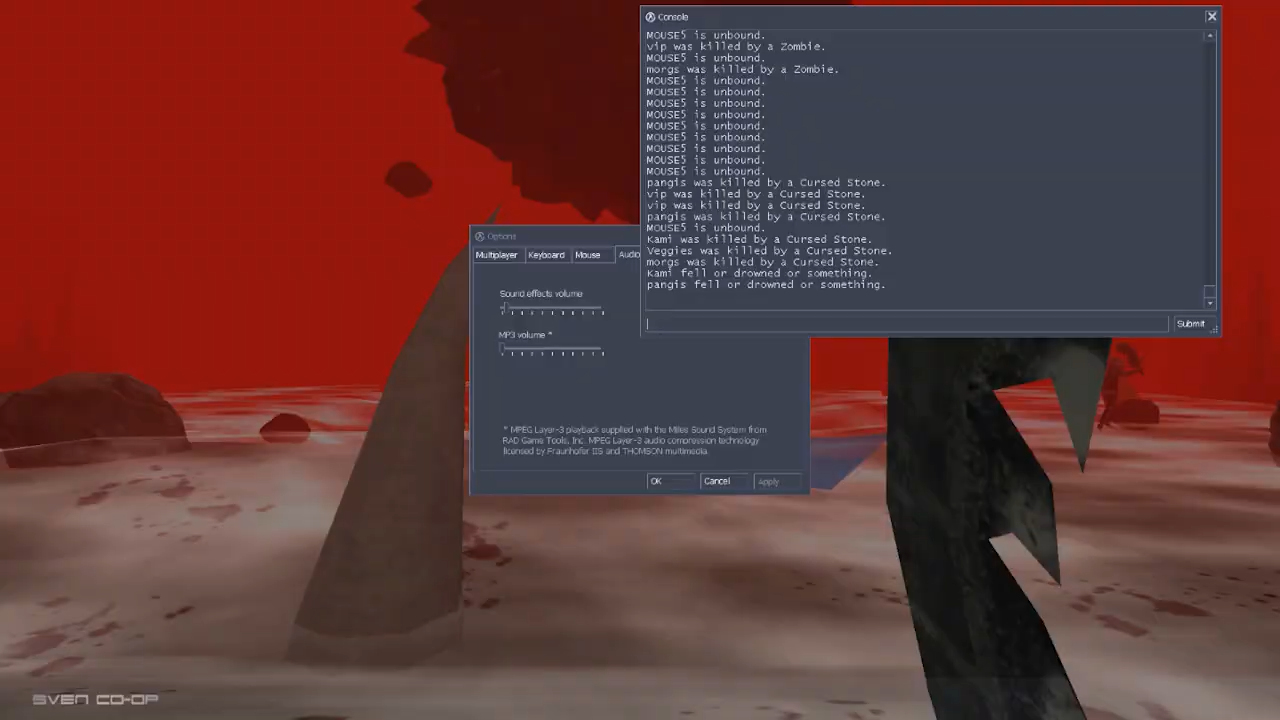 Console
MOUSE5 is unbound.
vip was killed by a Zombie.
MOUSE5 is unbound.
morgs was killed by a Zombie.
MOUSE5 is unbound.
MOUSE5 is unbound.
MOUSE5 is unbound.
MOUSE5 is unbound.
MOUSE5 is unbound.
MOUSE5 is unbound.
MOUSE5 is unbound.
MOUSE5 is unbound.
MOUSE5 is unbound.
pangis was killed by a Cursed Stone.
vip was killed by a Cursed Stone.
vip was killed by a Cursed Stone.
pangis was killed by a Cursed Stone.
MOUSE5 is unbound.
Kami was killed by a Cursed Stone.
Veggies was killed by a Cursed Stone.
morgs was killed by a Cursed Stone.
Kami fell or drowned or something.
pangis fell or drowned or something.
Submit
Options
Multiplayer Keyboard Mouse Audio
Sound effects volume
MP3 volume *
* MPEG Layer-3 playback supplied with the Miles Sound System from
RAD Game Tools, Inc. MPEG Layer-3 audio compression technology
licensed by Fraunhofer IIS and THOMSON multimedia.
OK Cancel Apply
SVEN CO-OP